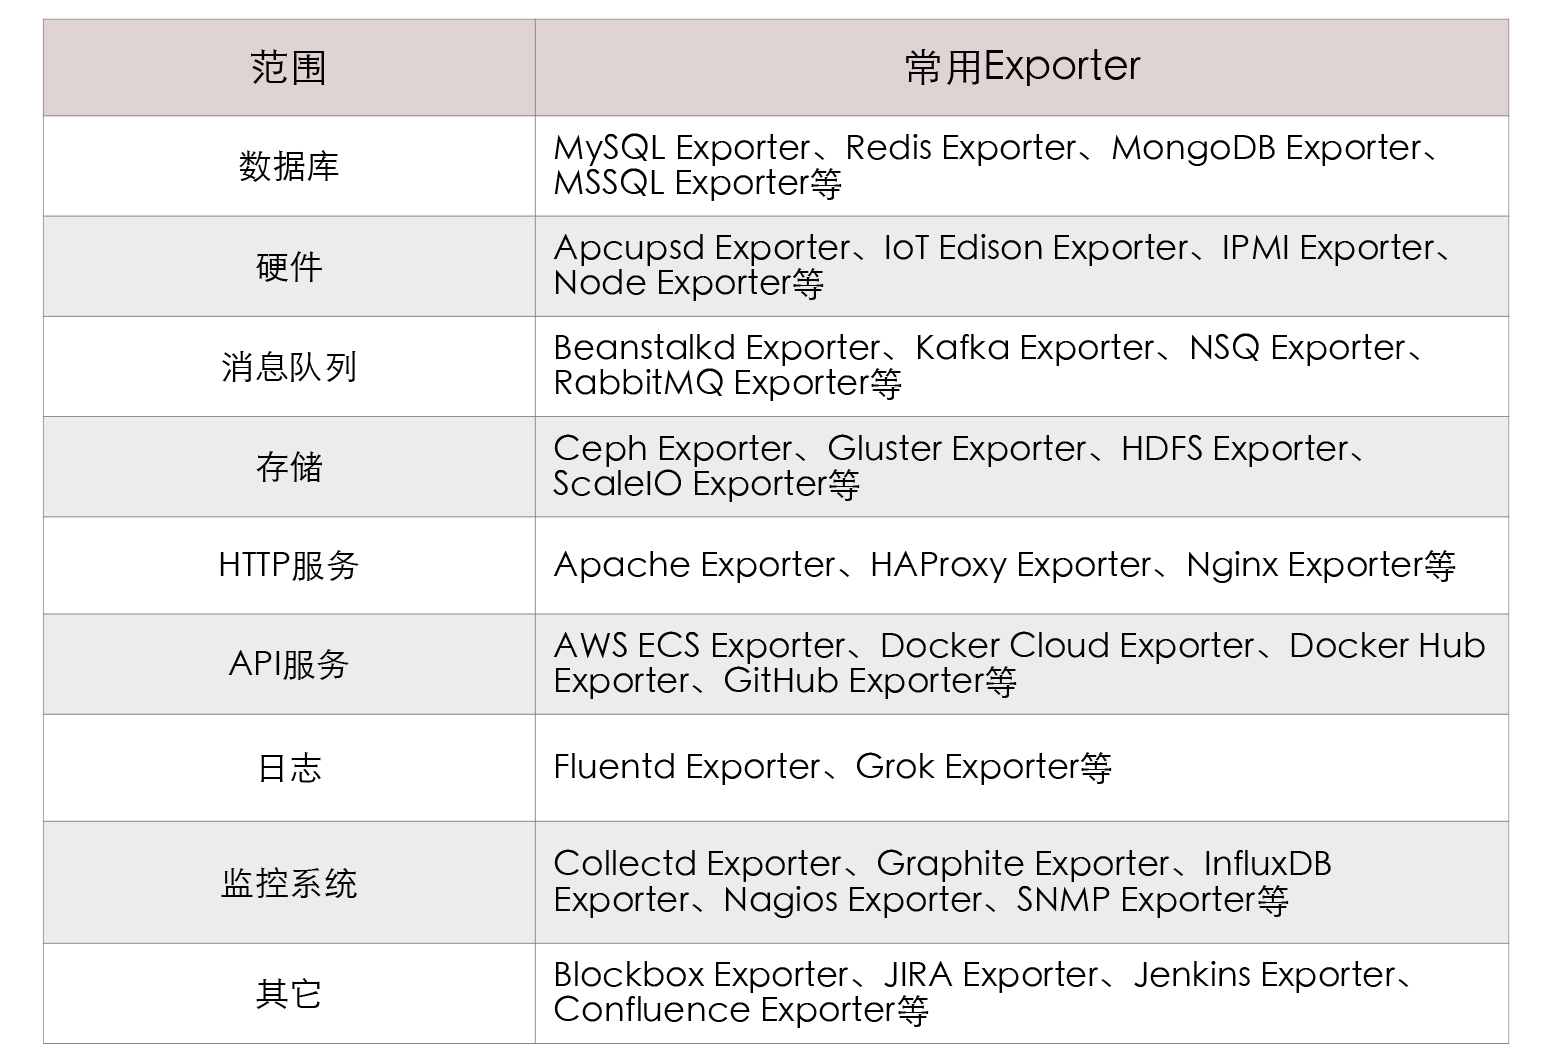 范围
常用Exporter
数据库
MySQL Exporter、Redis Exporter、MongoDB Exporter、
MSSQL Exporter等
硬件
Apcupsd Exporter、IoT Edison Exporter、IPMI Exporter、
Node Exporter等
消息队列
Beanstalkd Exporter、Kafka Exporter、NSQ Exporter、
RabbitMQ Exporter等
存储
Ceph Exporter、Gluster Exporter、HDFS Exporter、
ScaleIO Exporter等
HTTP服务
Apache Exporter、HAProxy Exporter、Nginx Exporter等
API服务
AWS ECS Exporter、Docker Cloud Exporter、Docker Hub
Exporter、GitHub Exporter等
日志
Fluentd Exporter、Grok Exporter等
监控系统
Collectd Exporter、Graphite Exporter、InfluxDB
Exporter、Nagios Exporter、SNMP Exporter等
其它
Blockbox Exporter、JIRA Exporter、Jenkins Exporter、
Confluence Exporter等